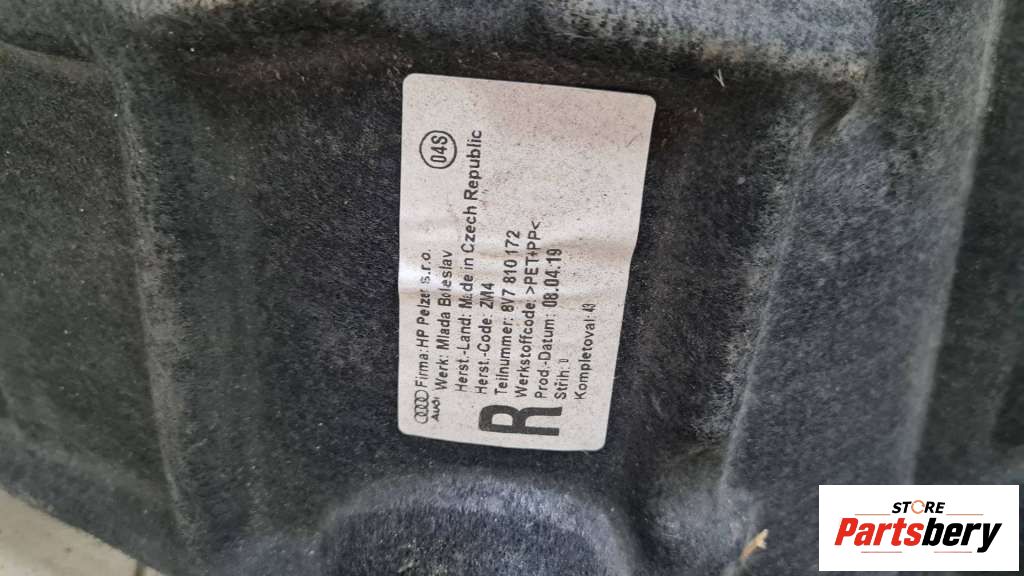 04S
Firma: HP Pelzer s.r.o.
Audi Werk: Mlada Boleslav
Herst.-Land: Made in Czech Republic
Herst.-Code: ZM4
Teilnummer: 8V7 810 172
Werkstoffcode: >PET+PP<
Prod.-Datum: 08.04.19
Střih: 0
Kompletoval: 43
R
STORE
Partsbery